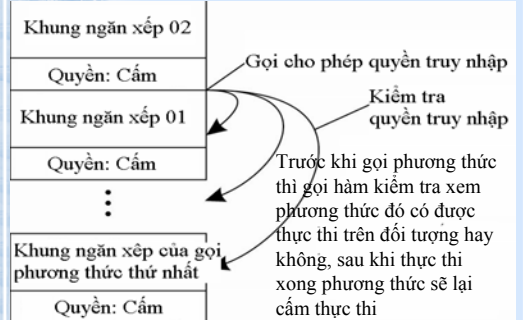 Khung ngăn xếp 02
Quyền: Cấm
Gọi cho phép quyền truy nhập
Khung ngăn xếp 01
Kiểm tra
quyền truy nhập
Quyền: Cấm
Trước khi gọi phương thức
thì gọi hàm kiểm tra xem
phương thức đó có được
thực thi trên đối tượng hay
không, sau khi thực thi
xong phương thức sẽ lại
cấm thực thi
Khung ngăn xêp của gọi
phương thức thứ nhất
Quyền: Cấm